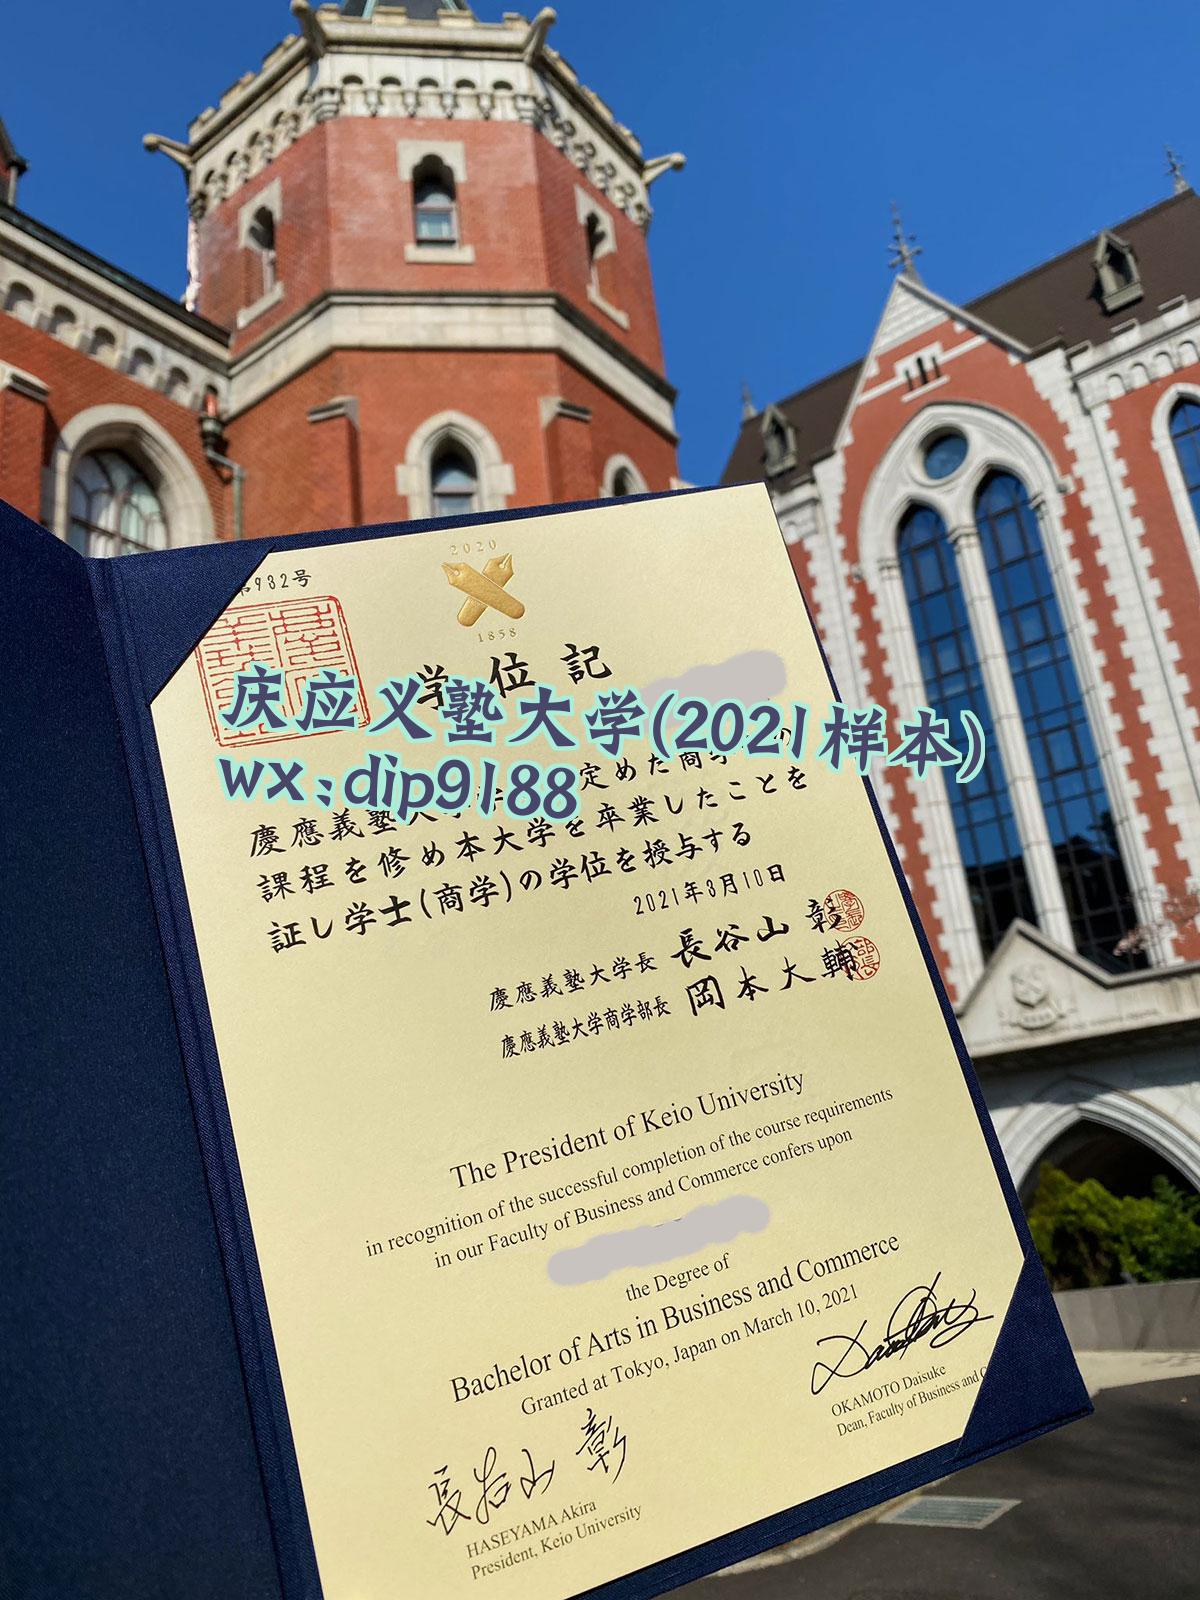 2020
1858
第932号
学位記
庆应义塾大学(2021样本)
wx:dip9188
慶應義塾大学 定めた商学
課程を修め本大学を卒業したことを
証し学士(商学)の学位を授与する
2021年3月10日
慶應義塾大学長 長谷山 彰
慶應義塾大学商学部長 岡本大輔
The President of Keio University
in recognition of the successful completion of the course requirements
in our Faculty of Business and Commerce confers upon
the Degree of
Bachelor of Arts in Business and Commerce
Granted at Tokyo, Japan on March 10, 2021
長谷山 彰
HASEYAMA Akira
President, Keio University
OKAMOTO Daisuke
Dean, Faculty of Business and C